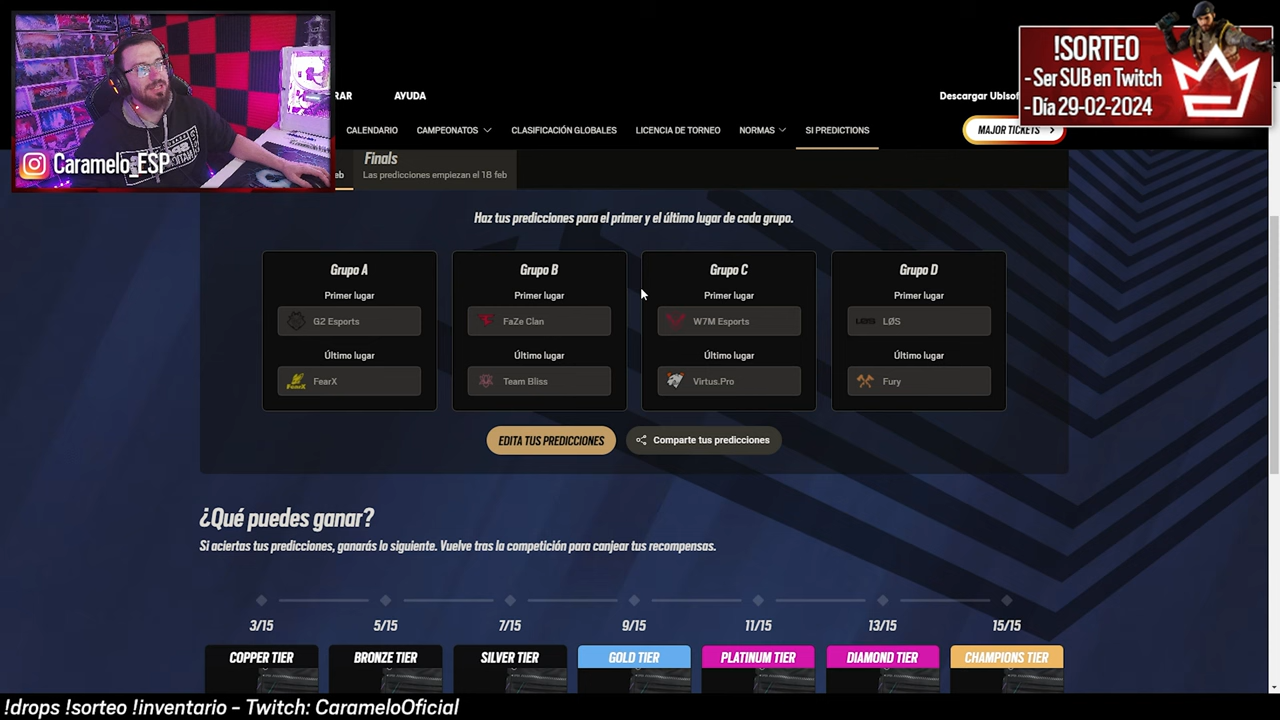 !SORTEO
- Ser SUB en Twitch
- Día 29-02-2024
Caramelo_ESP
RAR
AYUDA
Descargar Ubisof
CALENDARIO
CAMPEONATOS
CLASIFICACIÓN GLOBALES
LICENCIA DE TORNEO
NORMAS
SI PREDICTIONS
MAJOR TICKETS
eb
Finals
Las predicciones empiezan el 18 feb
Haz tus predicciones para el primer y el último lugar de cada grupo.
Grupo A
Primer lugar
G2 Esports
Último lugar
FearX
FearX
Grupo B
Primer lugar
FaZe Clan
Último lugar
Team Bliss
Grupo C
Primer lugar
W7M Esports
Último lugar
Virtus.Pro
Grupo D
Primer lugar
LØS
LØS
Último lugar
Fury
EDITA TUS PREDICCIONES
Comparte tus predicciones
¿Qué puedes ganar?
Si aciertas tus predicciones, ganarás lo siguiente. Vuelve tras la competición para canjear tus recompensas.
3/15
5/15
7/15
9/15
11/15
13/15
15/15
COPPER TIER
BRONZE TIER
SILVER TIER
GOLD TIER
PLATINUM TIER
DIAMOND TIER
CHAMPIONS TIER
!drops !sorteo !inventario - Twitch: CarameloOficial